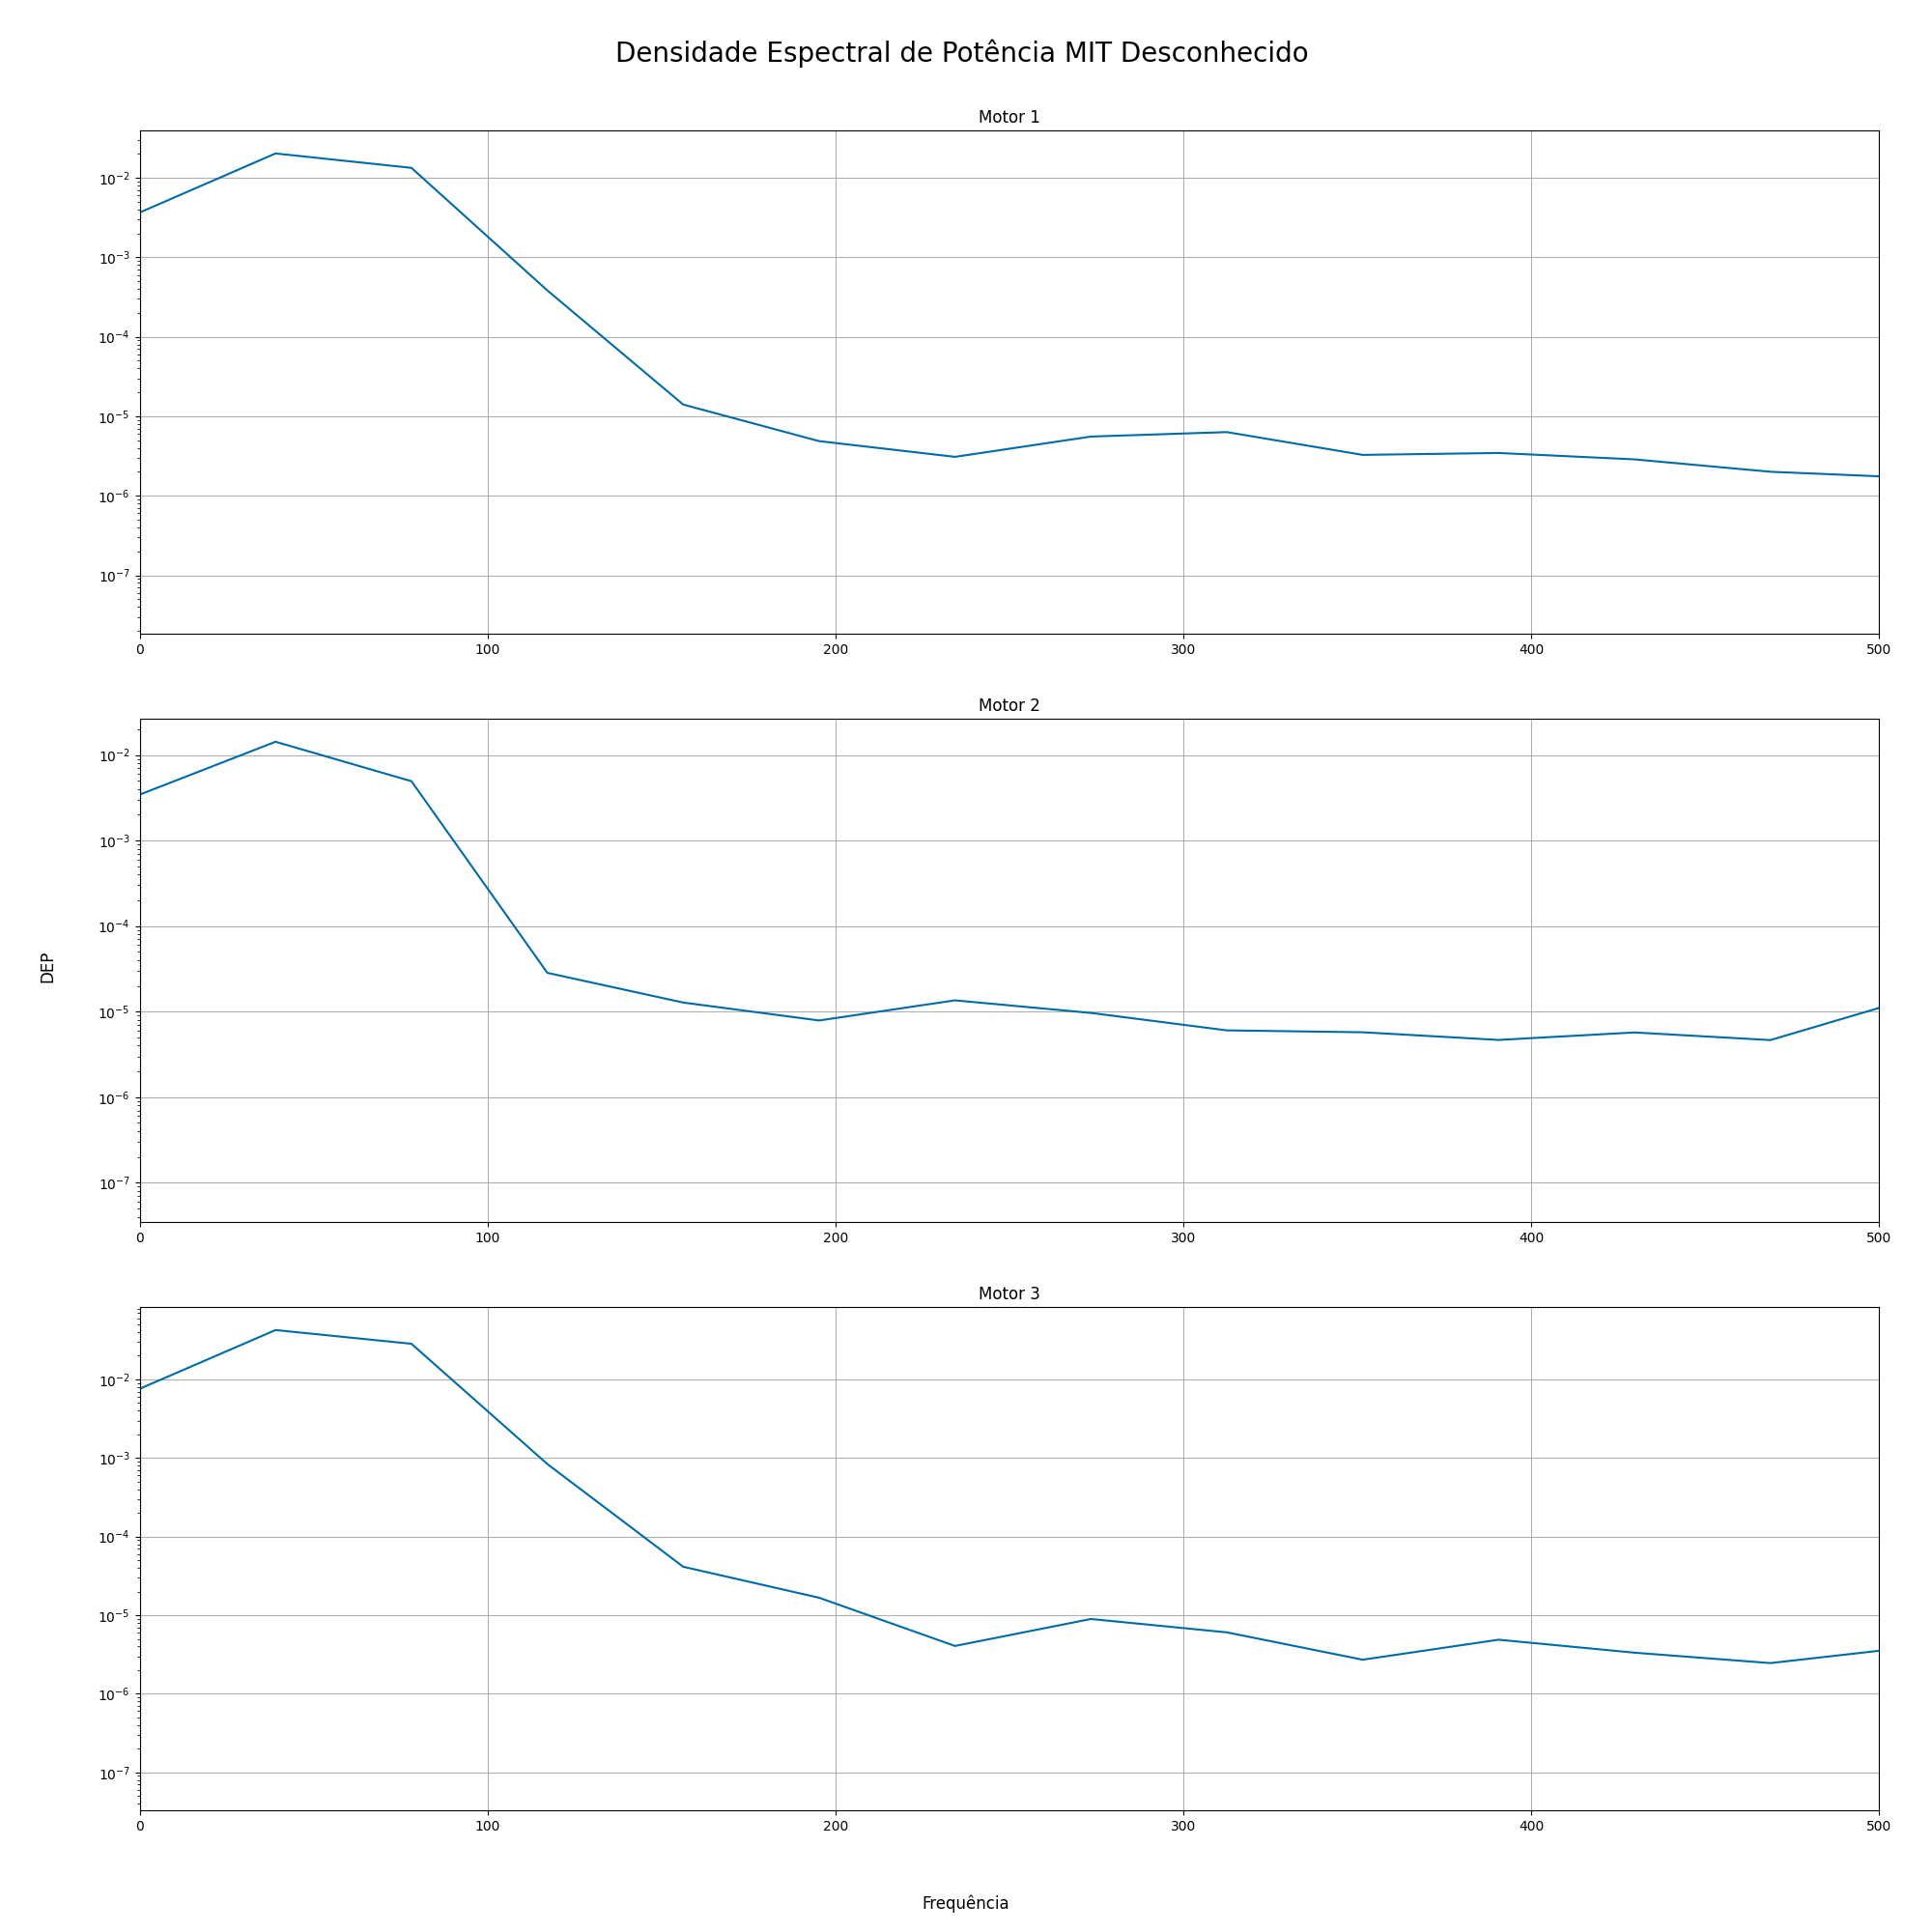 Densidade Espectral de Potência MIT Desconhecido
Motor 1
10⁻²
10⁻³
10⁻⁴
10⁻⁵
10⁻⁶
10⁻⁷
0 100 200 300 400 500
Motor 2
10⁻²
10⁻³
10⁻⁴
10⁻⁵
10⁻⁶
10⁻⁷
0 100 200 300 400 500
DEP
Motor 3
10⁻²
10⁻³
10⁻⁴
10⁻⁵
10⁻⁶
10⁻⁷
0 100 200 300 400 500
Frequência